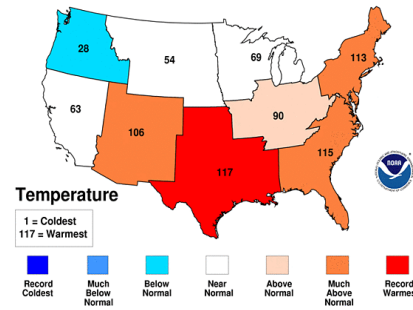 28
54
69
113
63
106
90
115
117
NOAA
Temperature
1 = Coldest
117 = Warmest
Record Coldest
Much Below Normal
Below Normal
Near Normal
Above Normal
Much Above Normal
Record Warmest